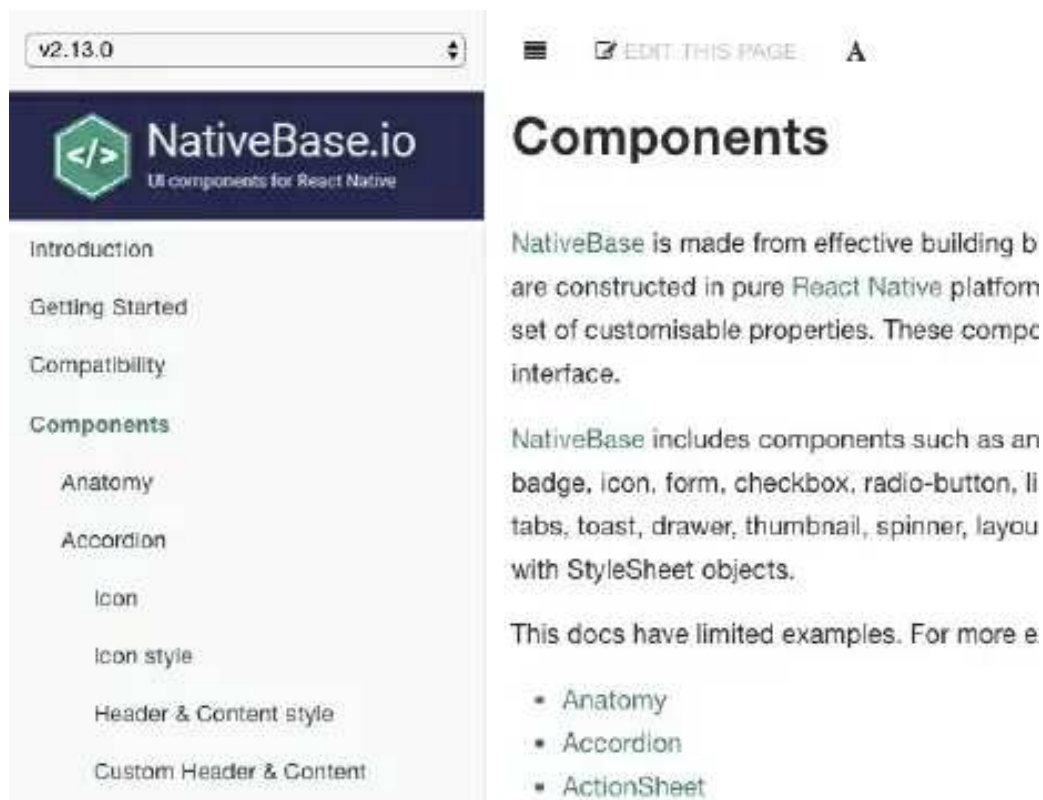 v2.13.0
NativeBase.io
UI components for React Native
Introduction
Getting Started
Compatibility
Components
Anatomy
Accordion
Icon
Icon style
Header & Content style
Custom Header & Content
EDIT THIS PAGE
A
Components
NativeBase is made from effective building b
are constructed in pure React Native platform
set of customisable properties. These compo
interface.
NativeBase includes components such as an
badge, icon, form, checkbox, radio-button, li
tabs, toast, drawer, thumbnail, spinner, layou
with StyleSheet objects.
This docs have limited examples. For more e
• Anatomy
• Accordion
• ActionSheet